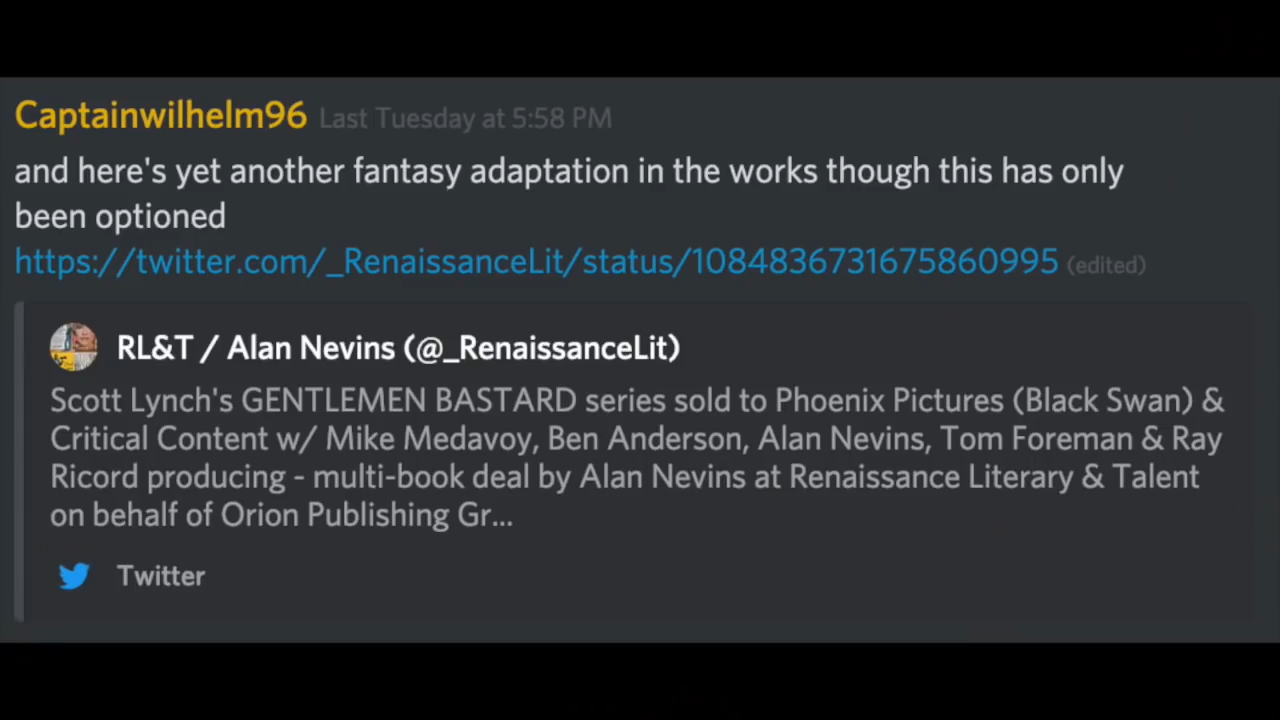 Captainwilhelm96 Last Tuesday at 5:58 PM
and here's yet another fantasy adaptation in the works though this has only
been optioned
https://twitter.com/_RenaissanceLit/status/1084836731675860995 (edited)
RL&T / Alan Nevins (@_RenaissanceLit)
Scott Lynch's GENTLEMEN BASTARD series sold to Phoenix Pictures (Black Swan) &
Critical Content w/ Mike Medavoy, Ben Anderson, Alan Nevins, Tom Foreman & Ray
Ricord producing - multi-book deal by Alan Nevins at Renaissance Literary & Talent
on behalf of Orion Publishing Gr...
Twitter